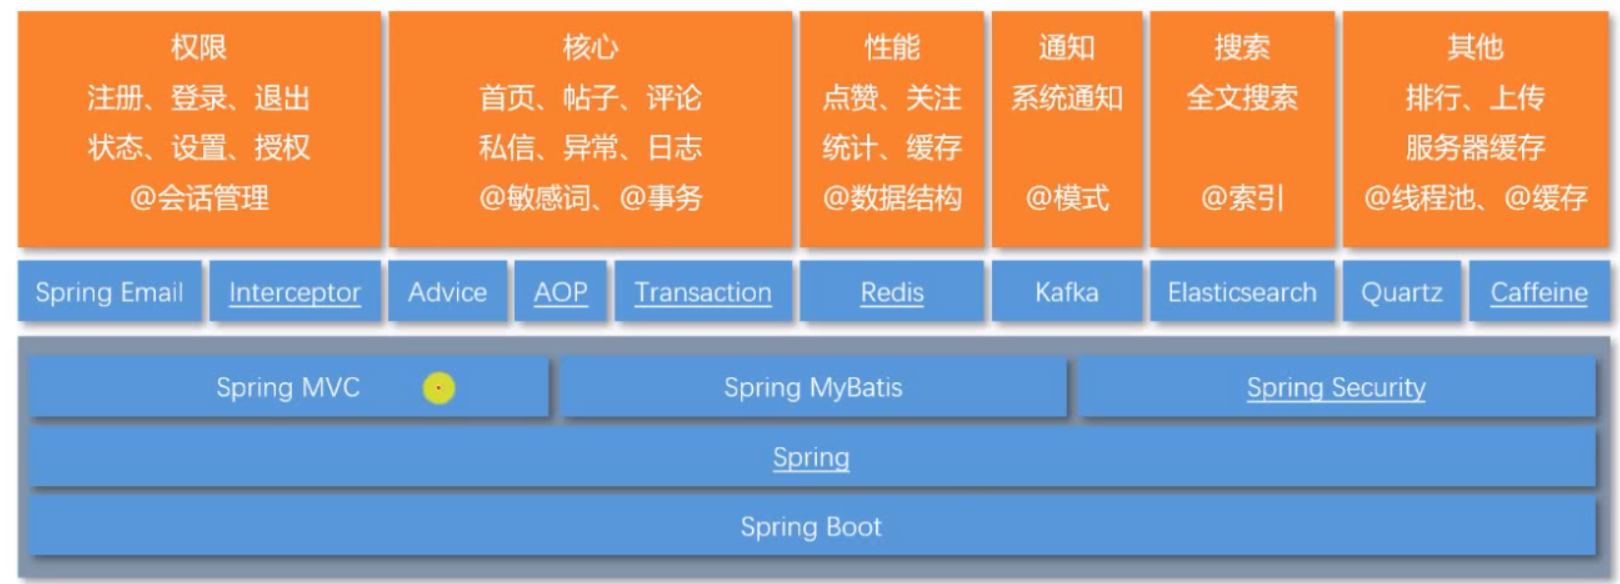 权限
注册、登录、退出
状态、设置、授权
@会话管理
核心
首页、帖子、评论
私信、异常、日志
@敏感词、@事务
性能
点赞、关注
统计、缓存
@数据结构
通知
系统通知
@模式
搜索
全文搜索
@索引
其他
排行、上传
服务器缓存
@线程池、@缓存
Spring Email
Interceptor
Advice
AOP
Transaction
Redis
Kafka
Elasticsearch
Quartz
Caffeine
Spring MVC
Spring MyBatis
Spring Security
Spring
Spring Boot